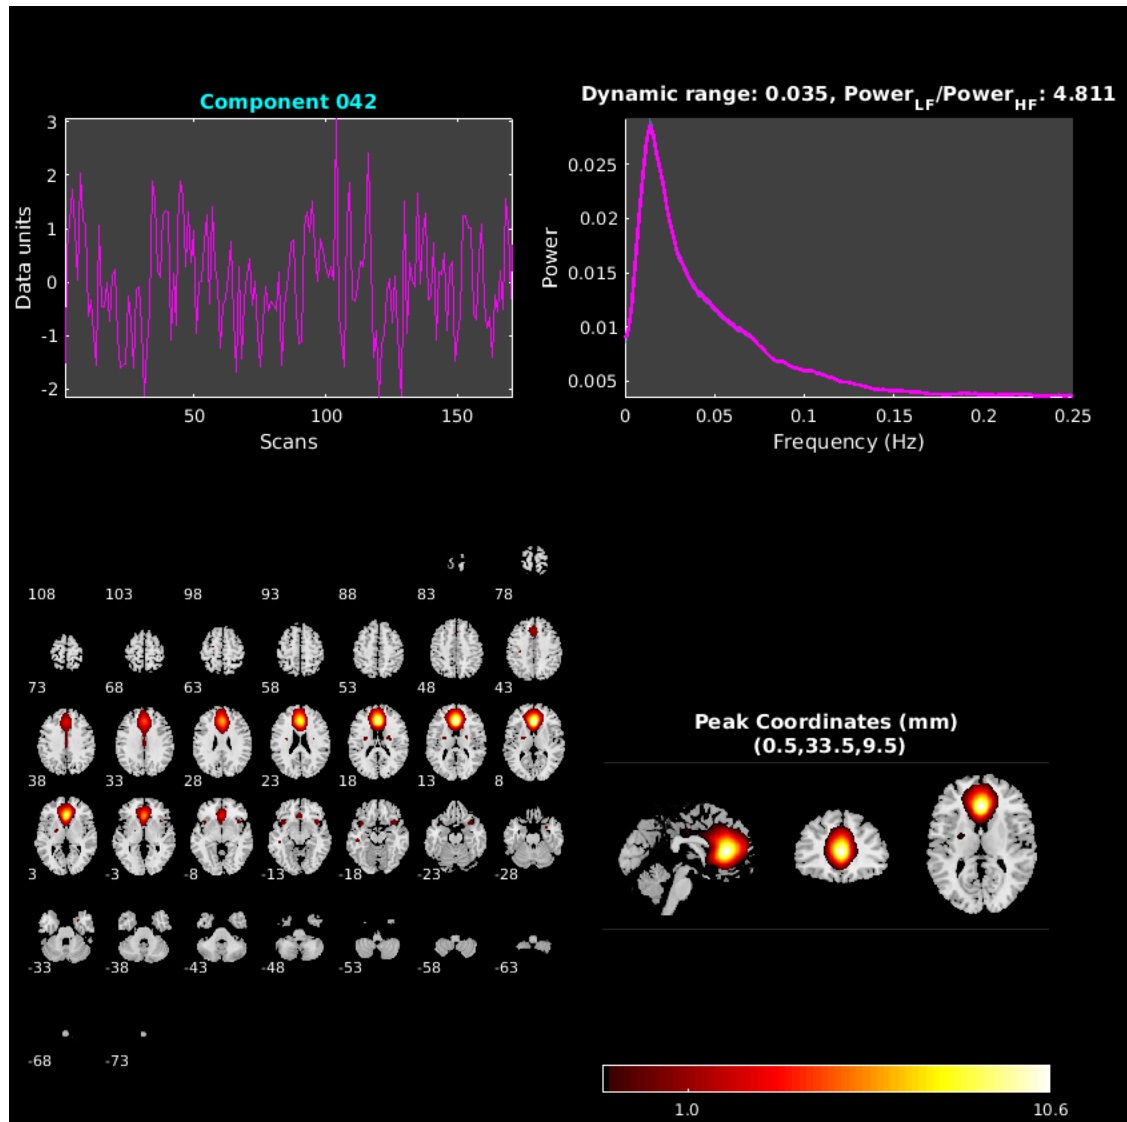 Component 042
3
2
1
0
-1
-2
Data units
50 100 150
Scans
Dynamic range: 0.035, PowerLF/PowerHF: 4.811
0.025
0.02
0.015
0.01
0.005
Power
0 0.05 0.1 0.15 0.2 0.25
Frequency (Hz)
108 103 98 93 88 83 78
73 68 63 58 53 48 43
38 33 28 23 18 13 8
3 -3 -8 -13 -18 -23 -28
-33 -38 -43 -48 -53 -58 -63
-68 -73
Peak Coordinates (mm)
(0.5,33.5,9.5)
1.0 10.6